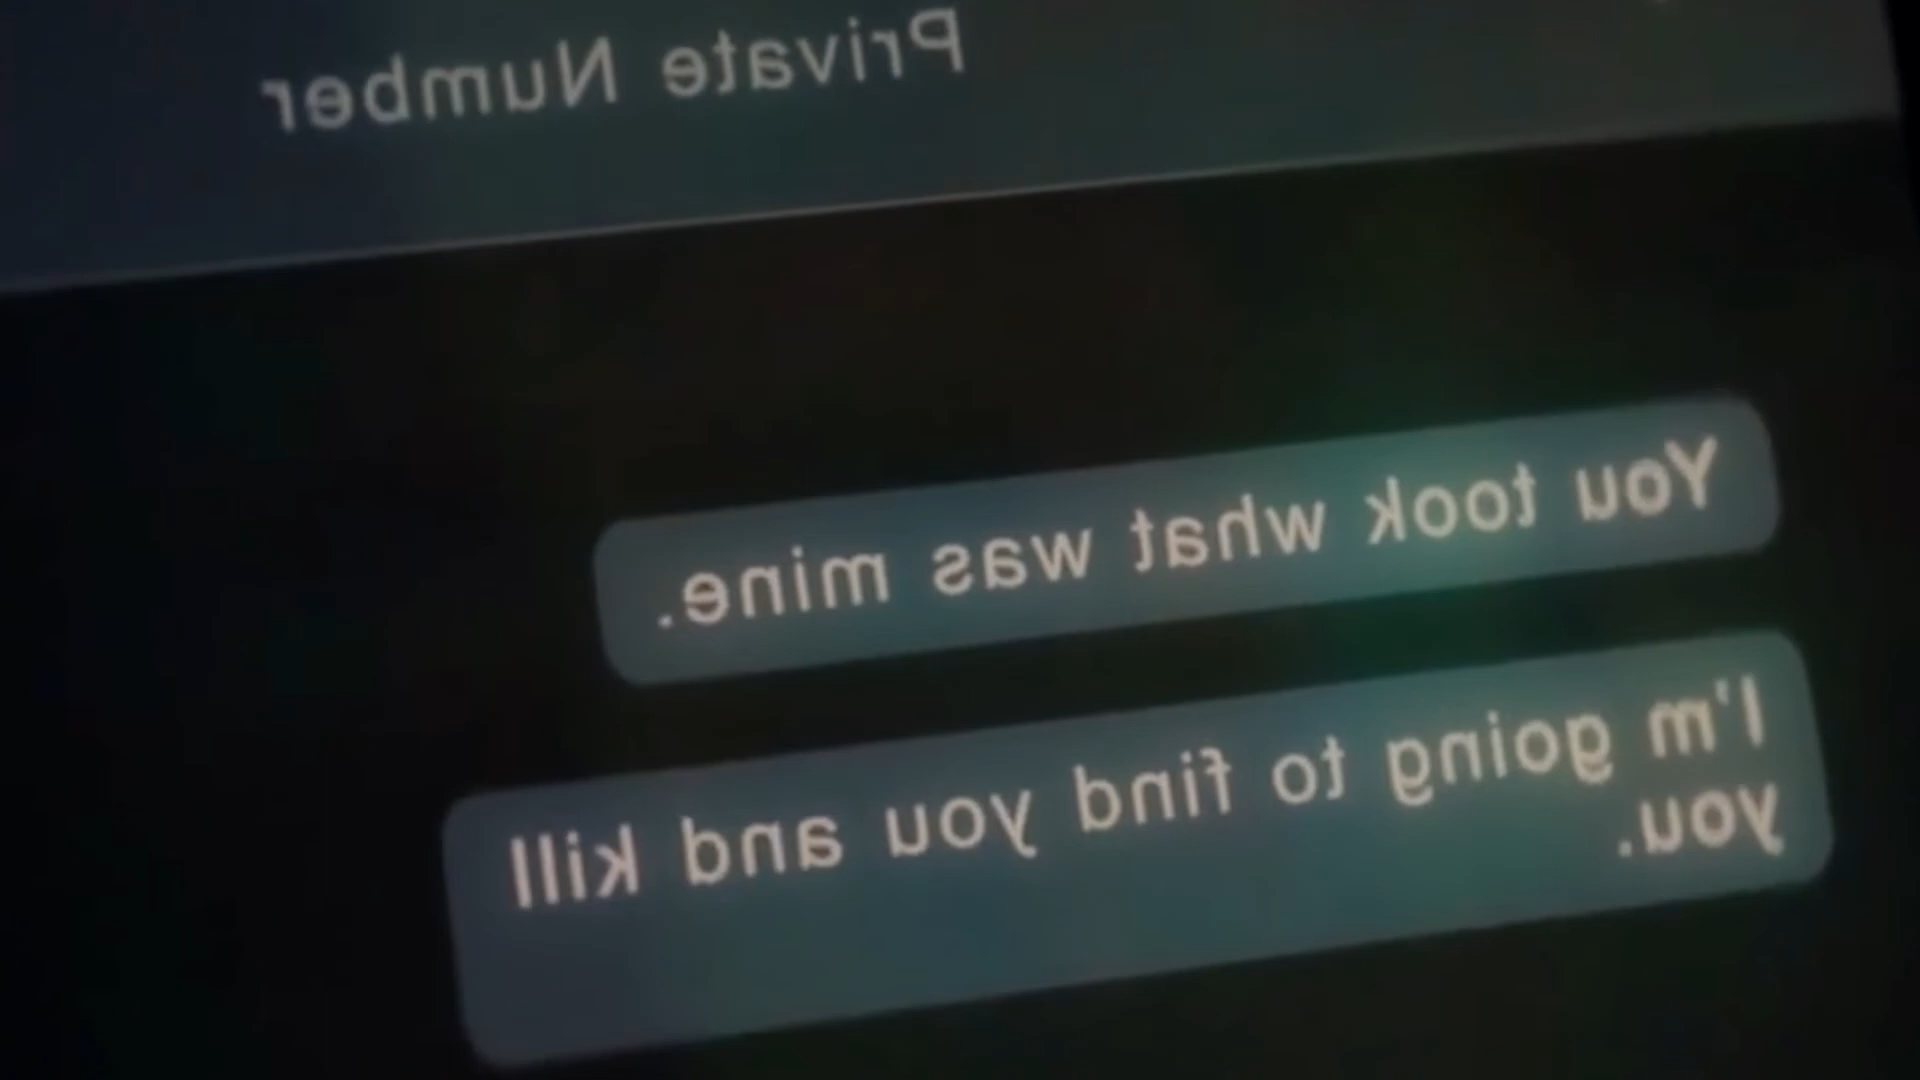 Private Number
You took what was mine.
I'm going to find you and kill
you.